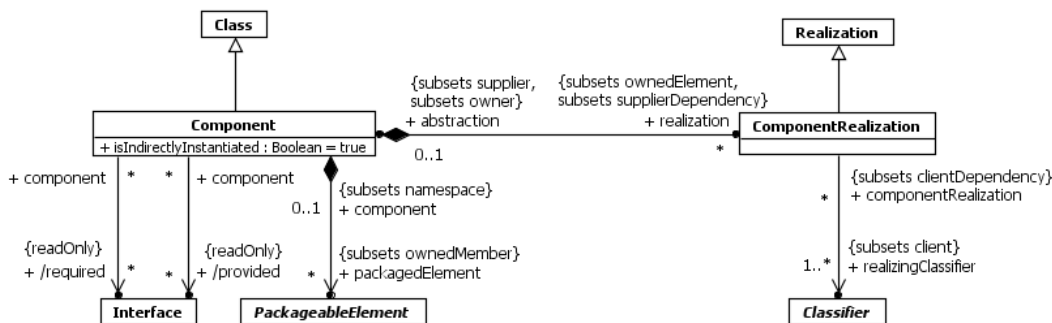 Class
Realization
{subsets supplier,
subsets owner}
+ abstraction
{subsets ownedElement,
subsets supplierDependency}
+ realization
Component
+ isIndirectlyInstantiated : Boolean = true
0..1
*
ComponentRealization
+ component
*
*
+ component
0..1
{subsets namespace}
+ component
*
{subsets clientDependency}
+ componentRealization
{readOnly}
+ /required
*
*
{readOnly}
+ /provided
*
{subsets ownedMember}
+ packagedElement
1..*
{subsets client}
+ realizingClassifier
Interface
PackageableElement
Classifier